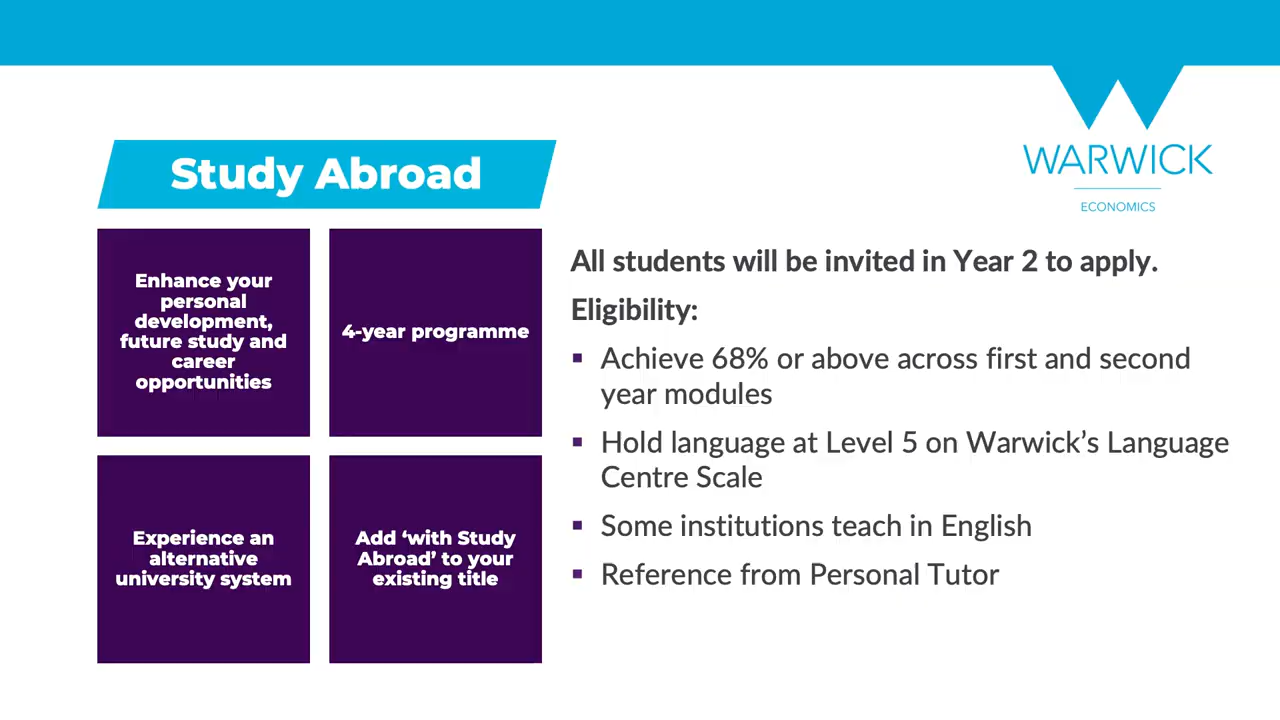 WARWICK
ECONOMICS
Study Abroad
Enhance your
personal
development,
future study and
career
opportunities
4-year programme
Experience an
alternative
university system
Add ‘with Study
Abroad’ to your
existing title
All students will be invited in Year 2 to apply.
Eligibility:
▪ Achieve 68% or above across first and second
year modules
▪ Hold language at Level 5 on Warwick’s Language
Centre Scale
▪ Some institutions teach in English
▪ Reference from Personal Tutor